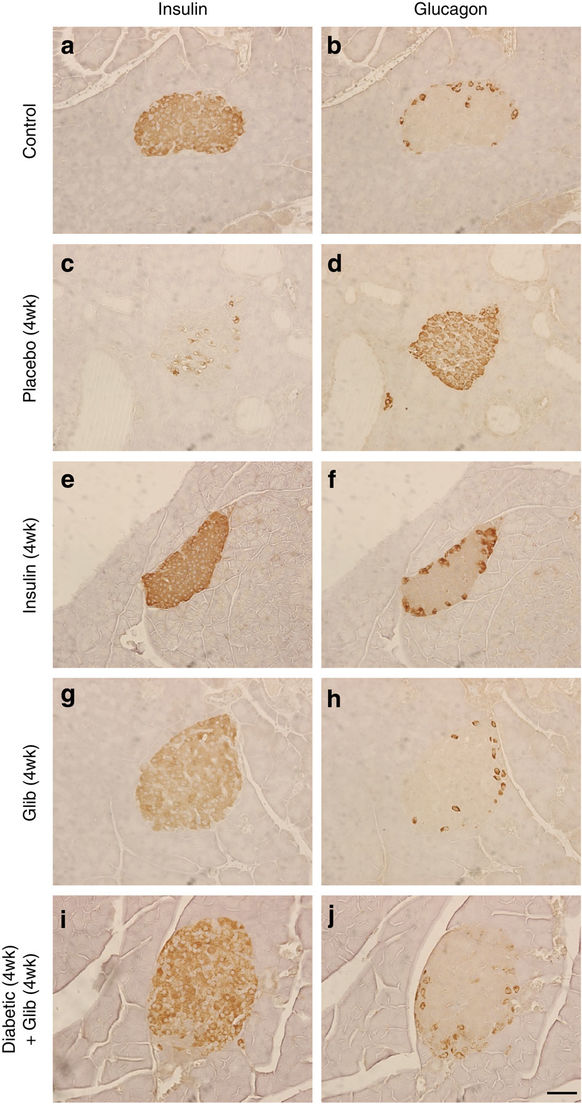 Insulin
Glucagon
a
b
Control
c
d
Placebo (4wk)
e
f
Insulin (4wk)
g
h
Glib (4wk)
i
j
Diabetic (4wk)
+ Glib (4wk)